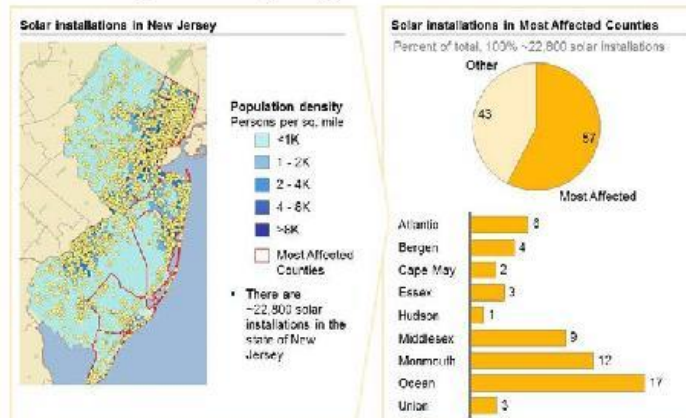 Solar installations in New Jersey
Population density
Persons per sq. mile
<1K
1 - 2K
2 - 4K
4 - 8K
>8K
Most Affected
Counties
• There are
~22,800 solar
installations in the
state of New
Jersey
Solar installations in Most Affected Counties
Percent of total, 100% ~22,800 solar installations
Other
43
57
Most Affected
Atlantic 6
Bergen 4
Cape May 2
Essex 3
Hudson 1
Middlesex 9
Monmouth 12
Ocean 17
Union 3